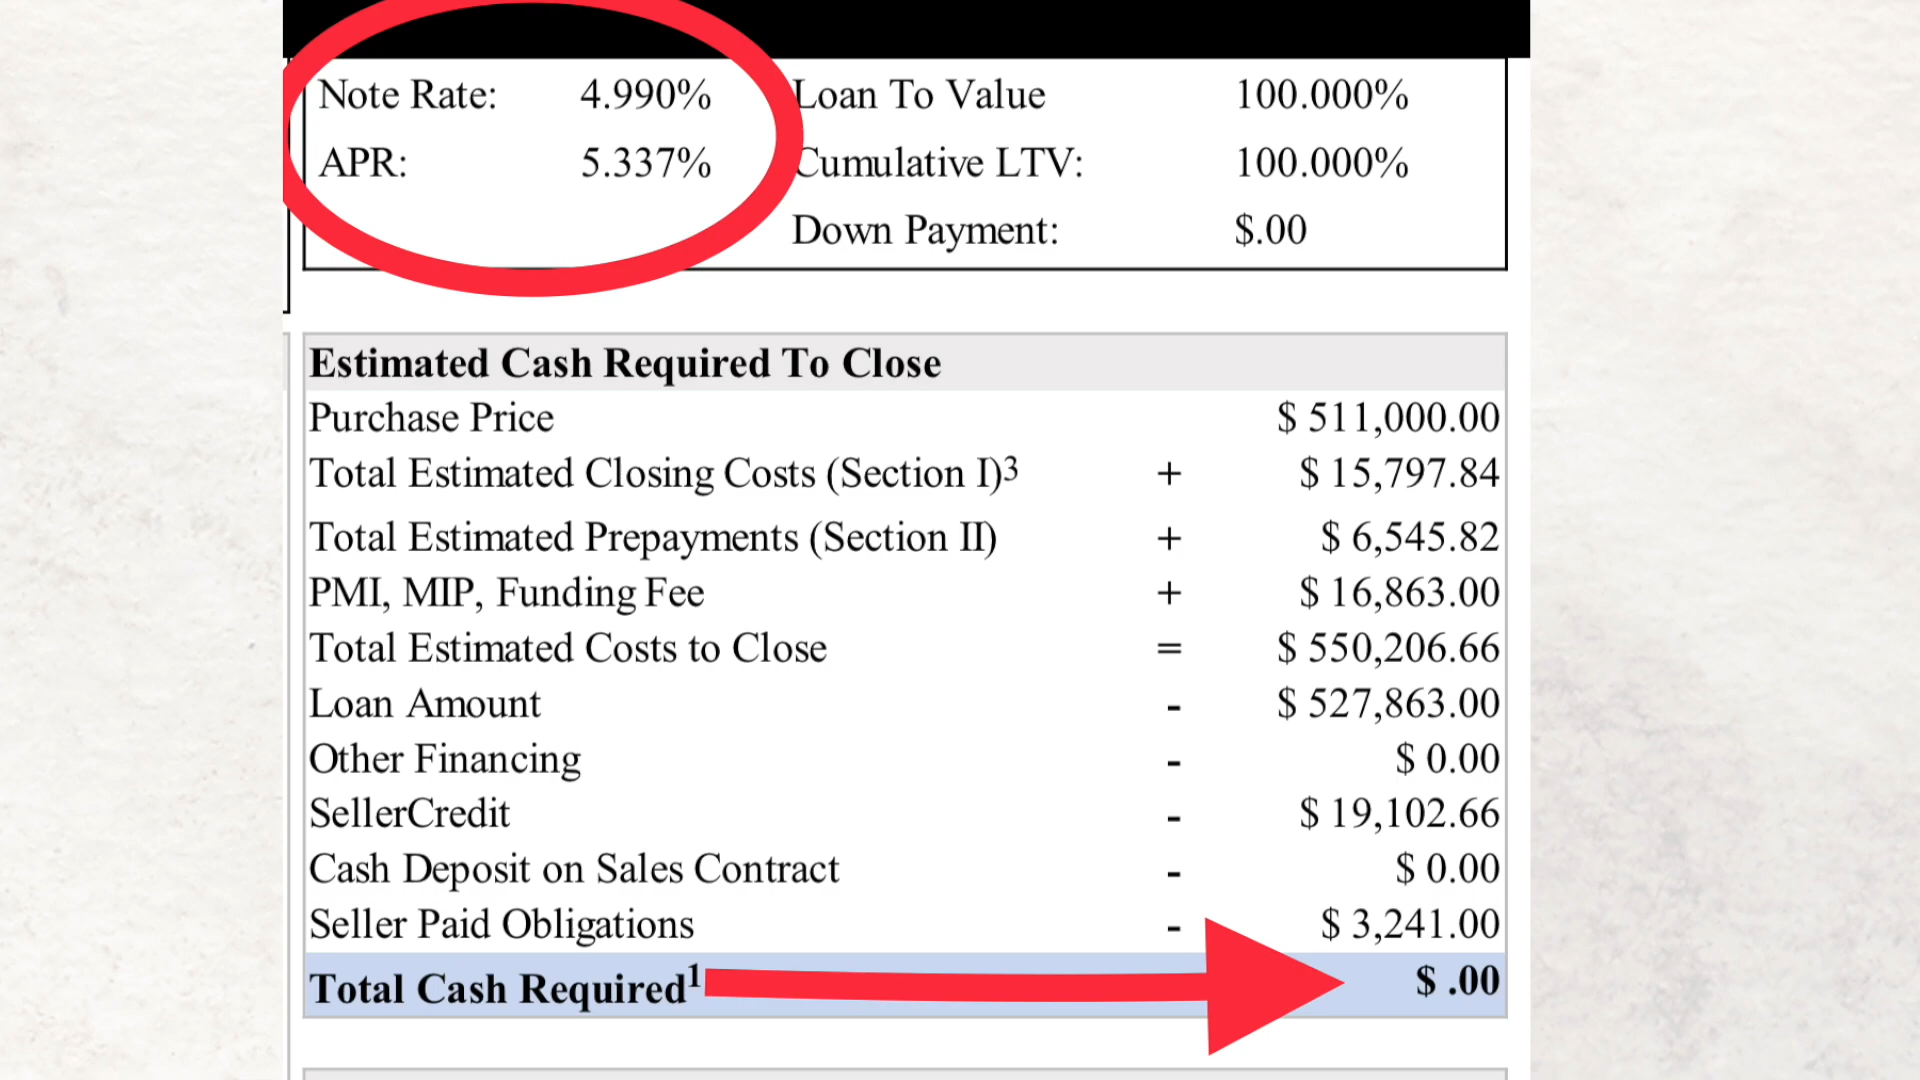 Note Rate: 4.990% Loan To Value 100.000%
APR: 5.337% Cumulative LTV: 100.000%
Down Payment: $.00
Estimated Cash Required To Close
Purchase Price $ 511,000.00
Total Estimated Closing Costs (Section I)3 + $ 15,797.84
Total Estimated Prepayments (Section II) + $ 6,545.82
PMI, MIP, Funding Fee + $ 16,863.00
Total Estimated Costs to Close = $ 550,206.66
Loan Amount - $ 527,863.00
Other Financing - $ 0.00
SellerCredit - $ 19,102.66
Cash Deposit on Sales Contract - $ 0.00
Seller Paid Obligations - $ 3,241.00
Total Cash Required1 $ .00